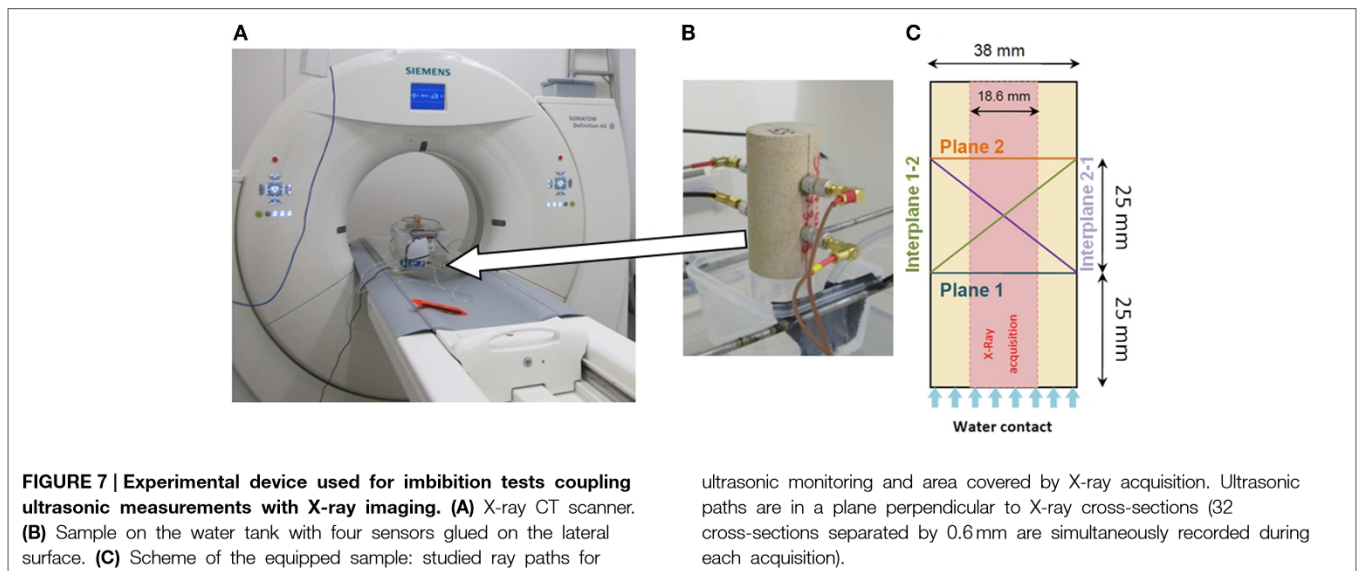 A
B
C
SIEMENS
SOMATOM
Definition AS
38 mm
18.6 mm
Plane 2
Interplane 1-2
Interplane 2-1
25 mm
Plane 1
25 mm
X-Ray
acquisition
Water contact
FIGURE 7 | Experimental device used for imbibition tests coupling
ultrasonic measurements with X-ray imaging. (A) X-ray CT scanner.
(B) Sample on the water tank with four sensors glued on the lateral
surface. (C) Scheme of the equipped sample: studied ray paths for
ultrasonic monitoring and area covered by X-ray acquisition. Ultrasonic
paths are in a plane perpendicular to X-ray cross-sections (32
cross-sections separated by 0.6 mm are simultaneously recorded during
each acquisition).